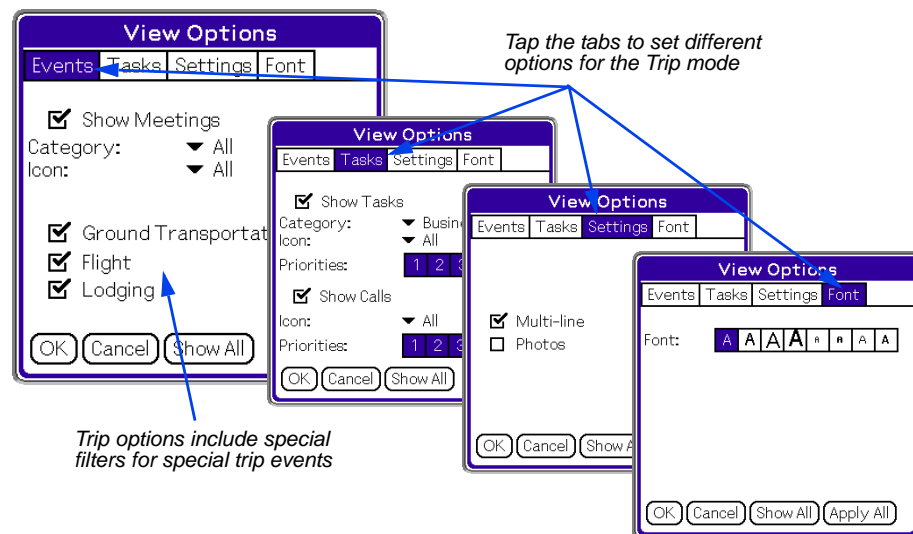 View Options
Events Tasks Settings Font
Show Meetings
Category: All
Icon: All
Ground Transportat
Flight
Lodging
OK Cancel Show All
Tap the tabs to set different
options for the Trip mode
View Options
Events Tasks Settings Font
Show Tasks
Category: Busin
Icon: All
Priorities: 1 2 3
Show Calls
Icon: All
Priorities: 1 2 3
OK Cancel Show All
View Options
Events Tasks Settings Font
Multi-line
Photos
OK Cancel Show A
View Options
Events Tasks Settings Font
Font: A A A A A A A A
OK Cancel Show All Apply All
Trip options include special
filters for special trip events